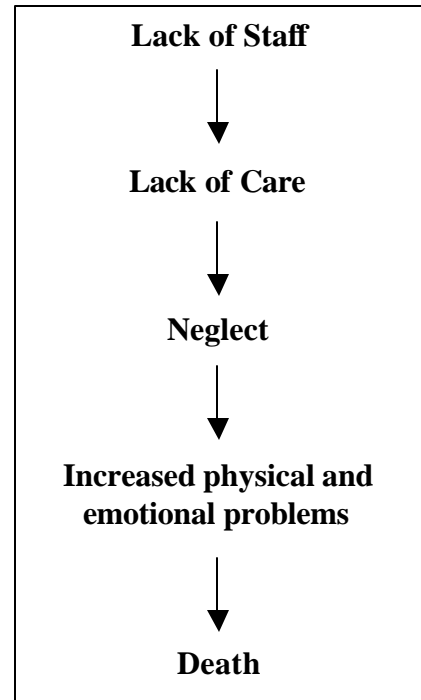 Lack of Staff
Lack of Care
Neglect
Increased physical and
emotional problems
Death